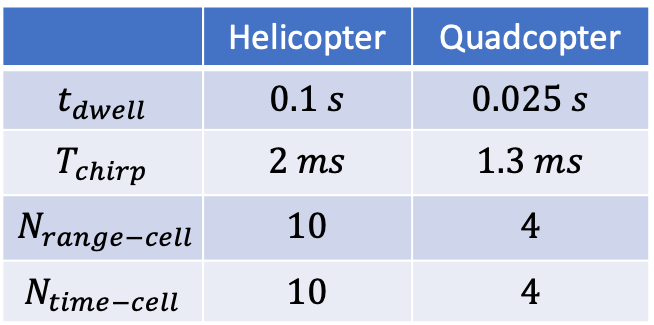 Helicopter Quadcopter
t_dwell 0.1 s 0.025 s
T_chirp 2 ms 1.3 ms
N_range−cell 10 4
N_time−cell 10 4